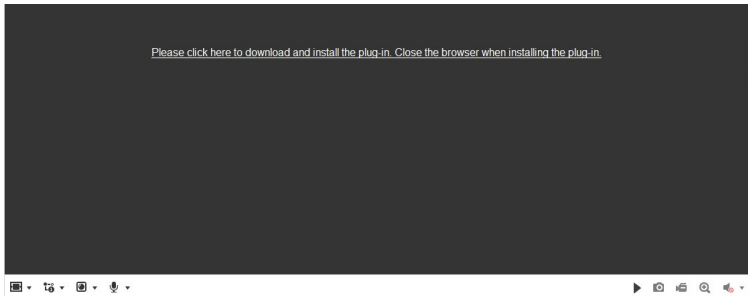 Please click here to download and install the plug-in. Close the browser when installing the plug-in.